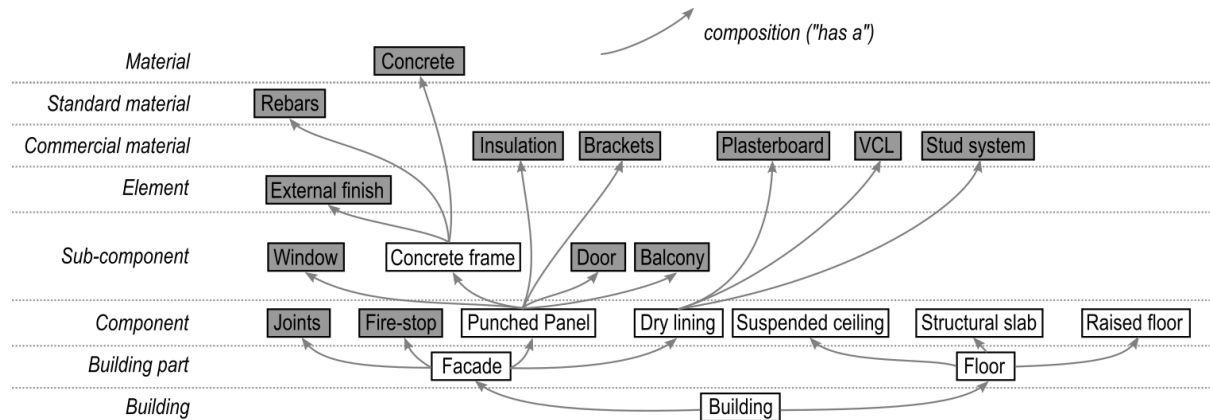 composition ("has a")
Material Concrete
Standard material Rebars
Commercial material Insulation Brackets Plasterboard VCL Stud system
Element External finish
Sub-component Window Concrete frame Door Balcony
Component Joints Fire-stop Punched Panel Dry lining Suspended ceiling Structural slab Raised floor
Building part Facade Floor
Building Building